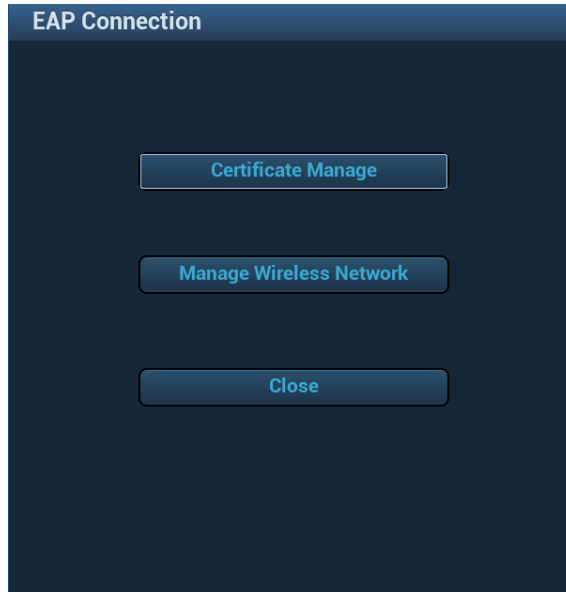 EAP Connection
Certificate Manage
Manage Wireless Network
Close